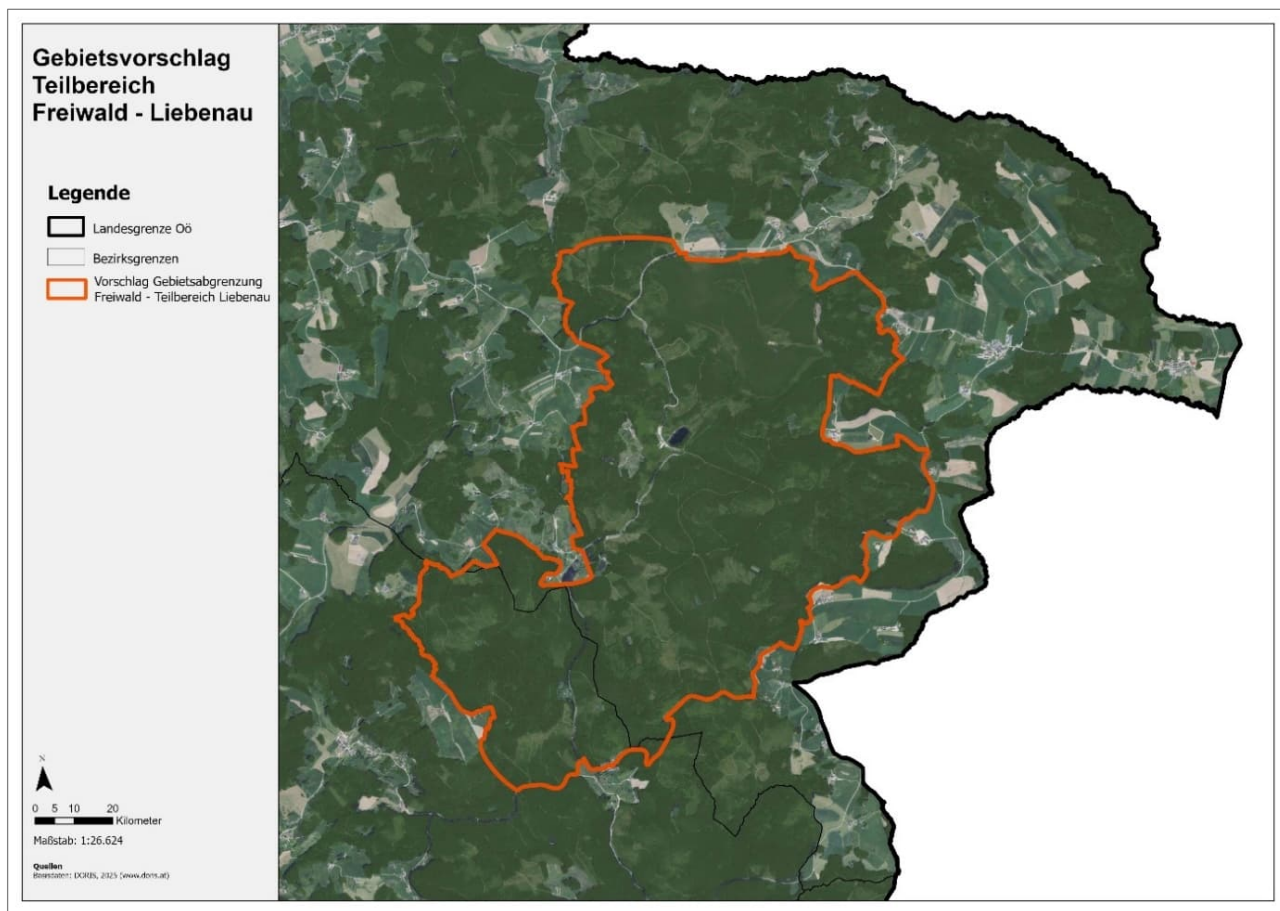 Gebietsvorschlag
Teilbereich
Freiwald - Liebenau
Legende
Landesgrenze Oö
Bezirksgrenzen
Vorschlag Gebietsabgrenzung
Freiwald - Teilbereich Liebenau
N
0 5 10 20
Kilometer
Maßstab: 1:26.624
Quellen
Basisdaten: DORIS, 2025 (www.doris.at)